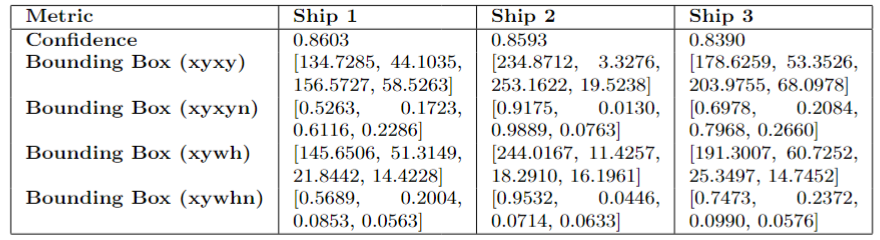 Metric Ship 1 Ship 2 Ship 3
Confidence 0.8603 0.8593 0.8390
Bounding Box (xyxy) [134.7285, 44.1035, [234.8712, 3.3276, [178.6259, 53.3526,
156.5727, 58.5263] 253.1622, 19.5238] 203.9755, 68.0978]
Bounding Box (xyxyn) [0.5263, 0.1723, [0.9175, 0.0130, [0.6978, 0.2084,
0.6116, 0.2286] 0.9889, 0.0763] 0.7968, 0.2660]
Bounding Box (xywh) [145.6506, 51.3149, [244.0167, 11.4257, [191.3007, 60.7252,
21.8442, 14.4228] 18.2910, 16.1961] 25.3497, 14.7452]
Bounding Box (xywhn) [0.5689, 0.2004, [0.9532, 0.0446, [0.7473, 0.2372,
0.0853, 0.0563] 0.0714, 0.0633] 0.0990, 0.0576]